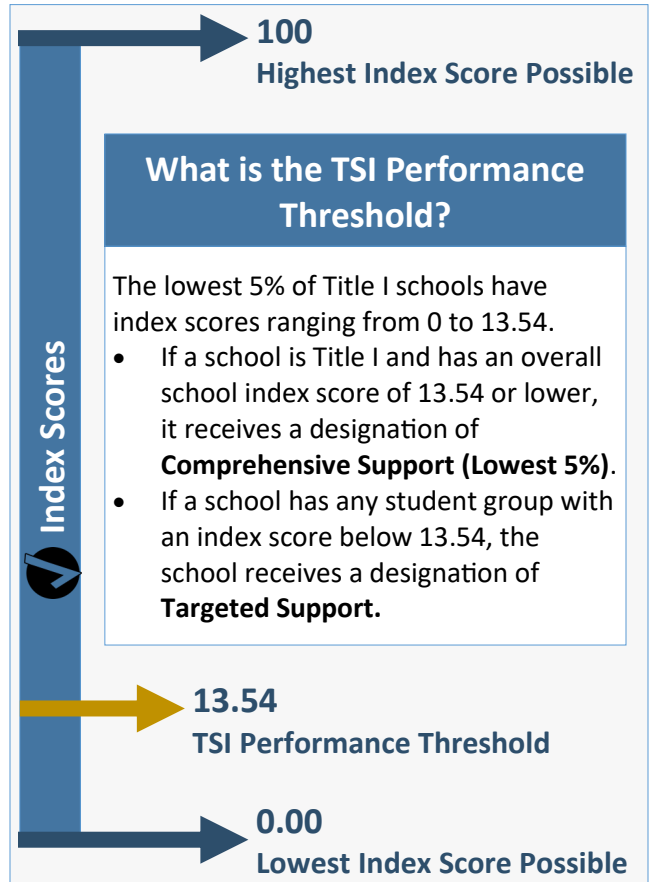 100
Highest Index Score Possible
What is the TSI Performance
Threshold?
The lowest 5% of Title I schools have
index scores ranging from 0 to 13.54.
• If a school is Title I and has an overall
school index score of 13.54 or lower,
it receives a designation of
Comprehensive Support (Lowest 5%).
• If a school has any student group with
an index score below 13.54, the
school receives a designation of
Targeted Support.
Index Scores
13.54
TSI Performance Threshold
0.00
Lowest Index Score Possible